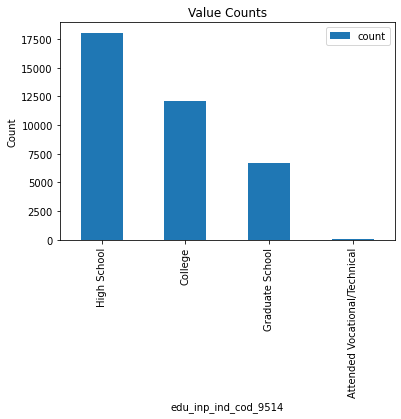 Value Counts
count
Count
17500
15000
12500
10000
7500
5000
2500
0
High School
College
Graduate School
Attended Vocational/Technical
edu_inp_ind_cod_9514